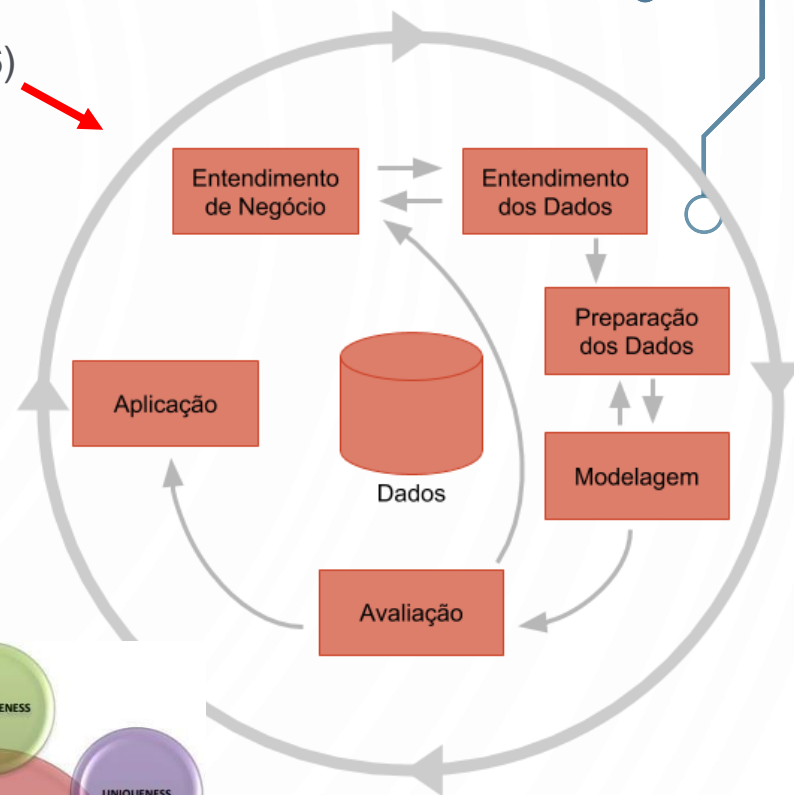 Entendimento
de Negócio
Entendimento
dos Dados
Preparação
dos Dados
Aplicação
Modelagem
Dados
Avaliação
UNIQUENESS